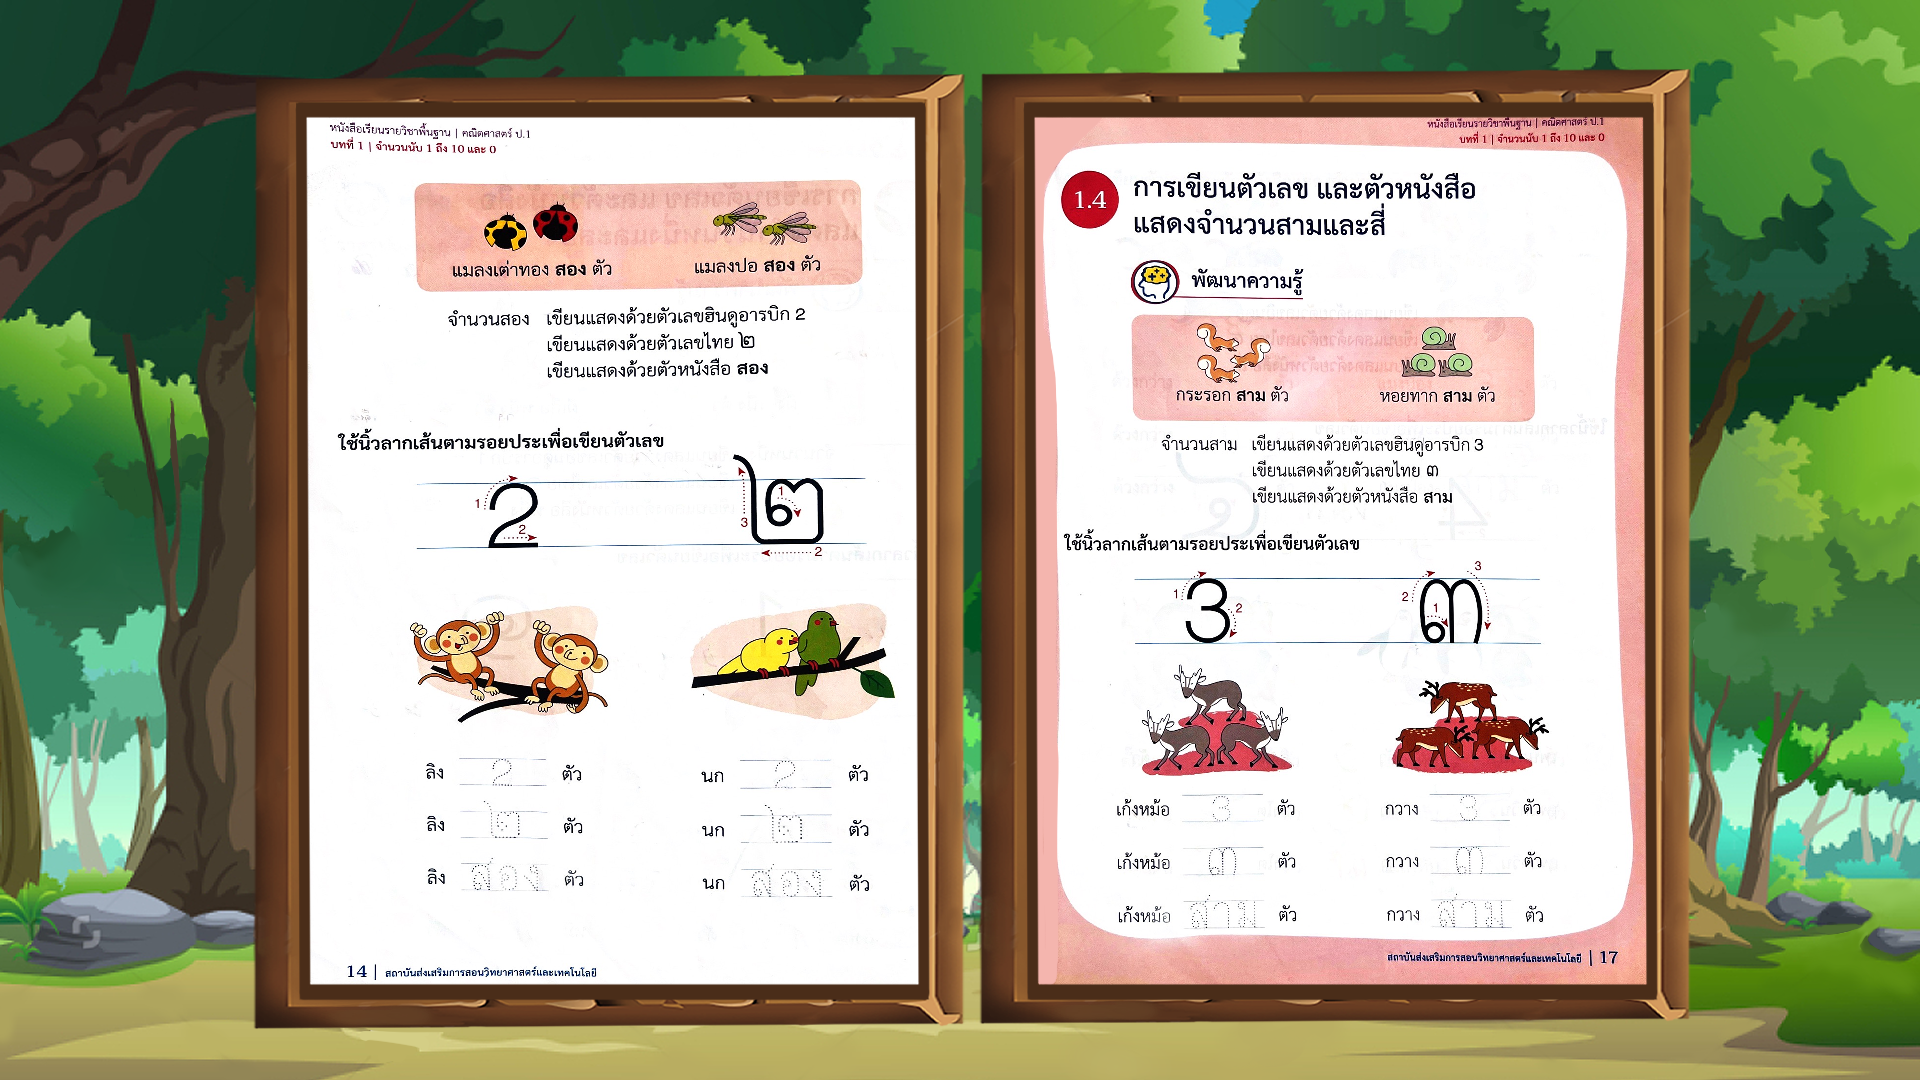 หนังสือเรียนรายวิชาพื้นฐาน | คณิตศาสตร์ ป.1
บทที่ 1 | จำนวนนับ 1 ถึง 10 และ 0
แมลงเต่าทอง สอง ตัว
แมลงปอ สอง ตัว
จำนวนสอง เขียนแสดงด้วยตัวเลขฮินดูอารบิก 2
เขียนแสดงด้วยตัวเลขไทย ๒
เขียนแสดงด้วยตัวหนังสือ สอง
ใช้นิ้วลากเส้นตามรอยประเพื่อเขียนตัวเลข
1 2 2
3 1 ๒ 2
ลิง 2 ตัว
นก 2 ตัว
ลิง ๒ ตัว
นก ๒ ตัว
ลิง สอง ตัว
นก สอง ตัว
14 | สถาบันส่งเสริมการสอนวิทยาศาสตร์และเทคโนโลยี
หนังสือเรียนรายวิชาพื้นฐาน | คณิตศาสตร์ ป.1
บทที่ 1 | จำนวนนับ 1 ถึง 10 และ 0
1.4 การเขียนตัวเลข และตัวหนังสือ
แสดงจำนวนสามและสี่
พัฒนาความรู้
กระรอก สาม ตัว
หอยทาก สาม ตัว
จำนวนสาม เขียนแสดงด้วยตัวเลขฮินดูอารบิก 3
เขียนแสดงด้วยตัวเลขไทย ๓
เขียนแสดงด้วยตัวหนังสือ สาม
ใช้นิ้วลากเส้นตามรอยประเพื่อเขียนตัวเลข
1 3 2
2 1 ๓ 3
เก้งหม้อ 3 ตัว
กวาง 3 ตัว
เก้งหม้อ ๓ ตัว
กวาง ๓ ตัว
เก้งหม้อ สาม ตัว
กวาง สาม ตัว
สถาบันส่งเสริมการสอนวิทยาศาสตร์และเทคโนโลยี | 17